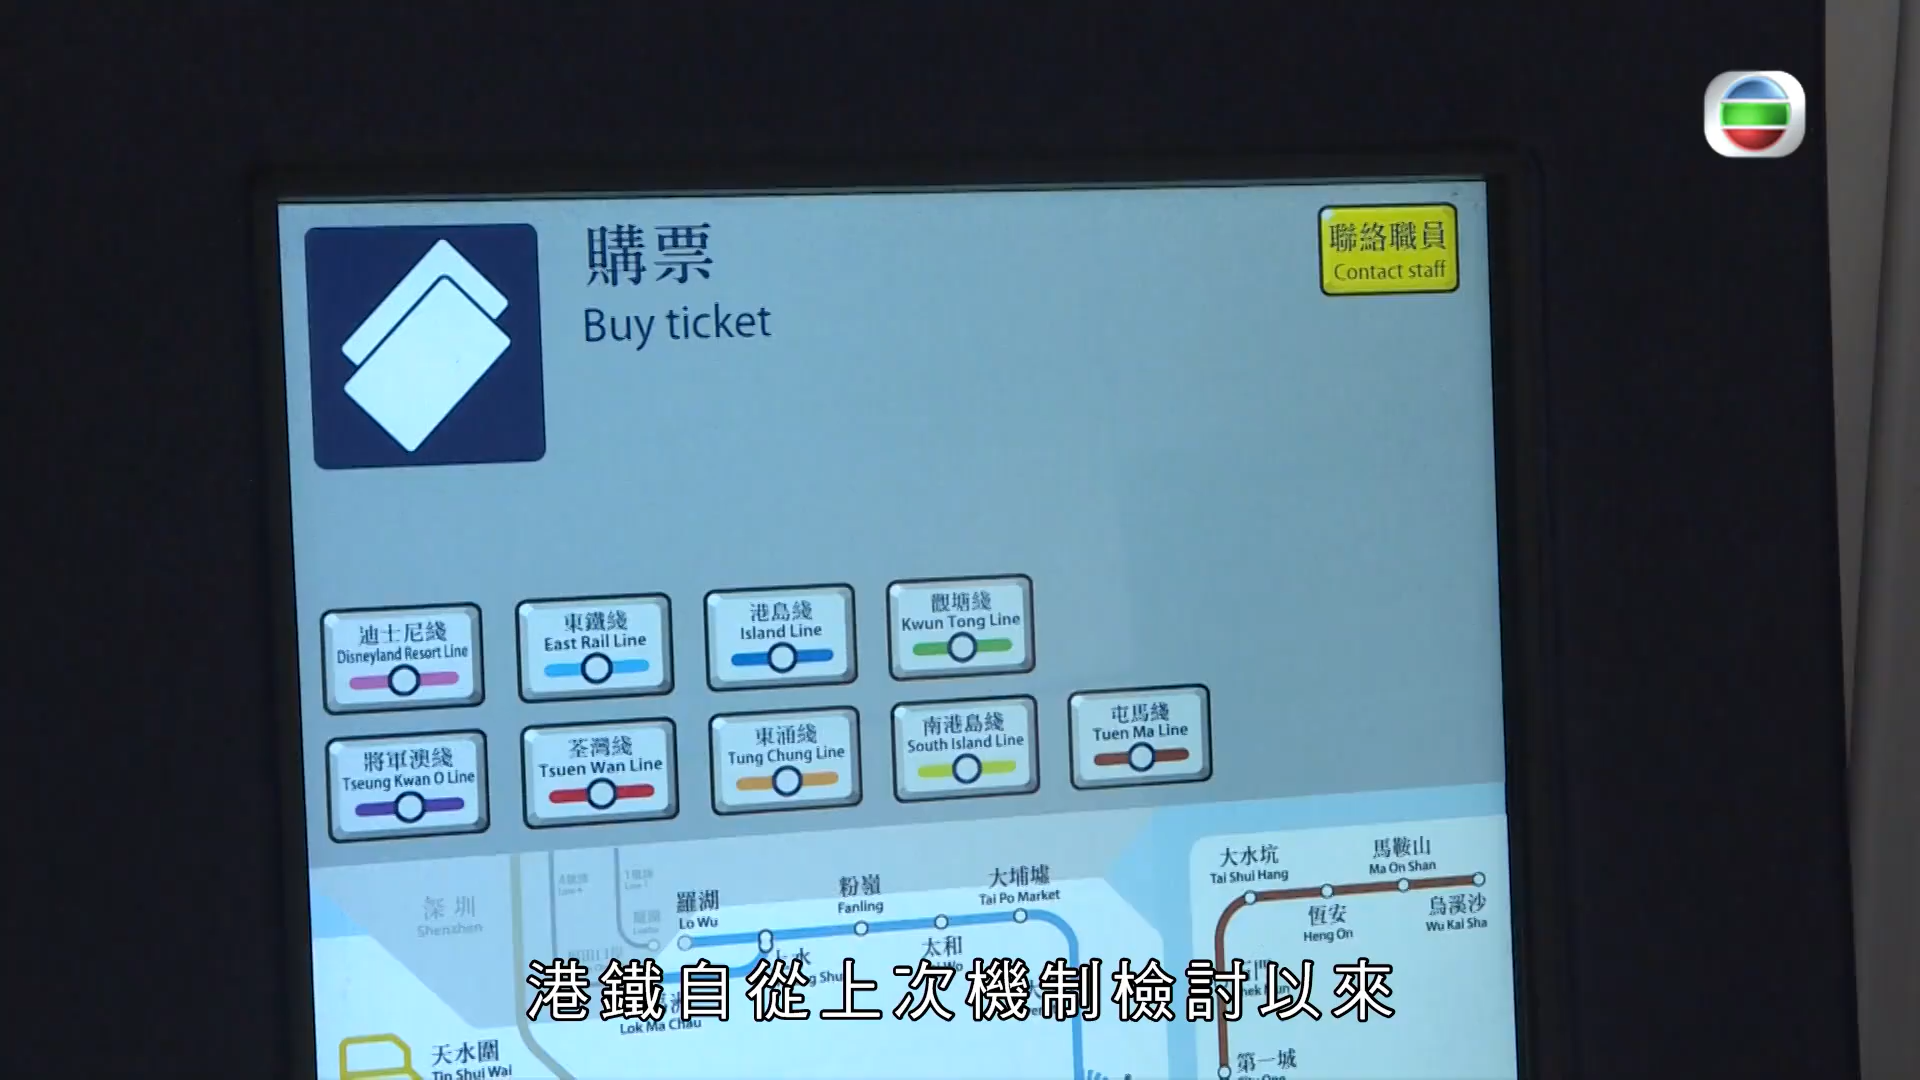 購票
Buy ticket
聯絡職員
Contact staff
迪士尼綫
Disneyland Resort Line
東鐵綫
East Rail Line
港島綫
Island Line
觀塘綫
Kwun Tong Line
將軍澳綫
Tseung Kwan O Line
荃灣綫
Tsuen Wan Line
東涌綫
Tung Chung Line
南港島綫
South Island Line
屯馬綫
Tuen Ma Line
深圳
Shenzhen
羅湖
Lo Wu
粉嶺
Fanling
大埔墟
Tai Po Market
太和
大水坑
Tai Shui Hang
馬鞍山
Ma On Shan
恆安
Heng On
烏溪沙
Wu Kai Sha
Lok Ma Chau
天水圍
Tin Shui Wai
第一城
City One
港鐵自從上次機制檢討以來